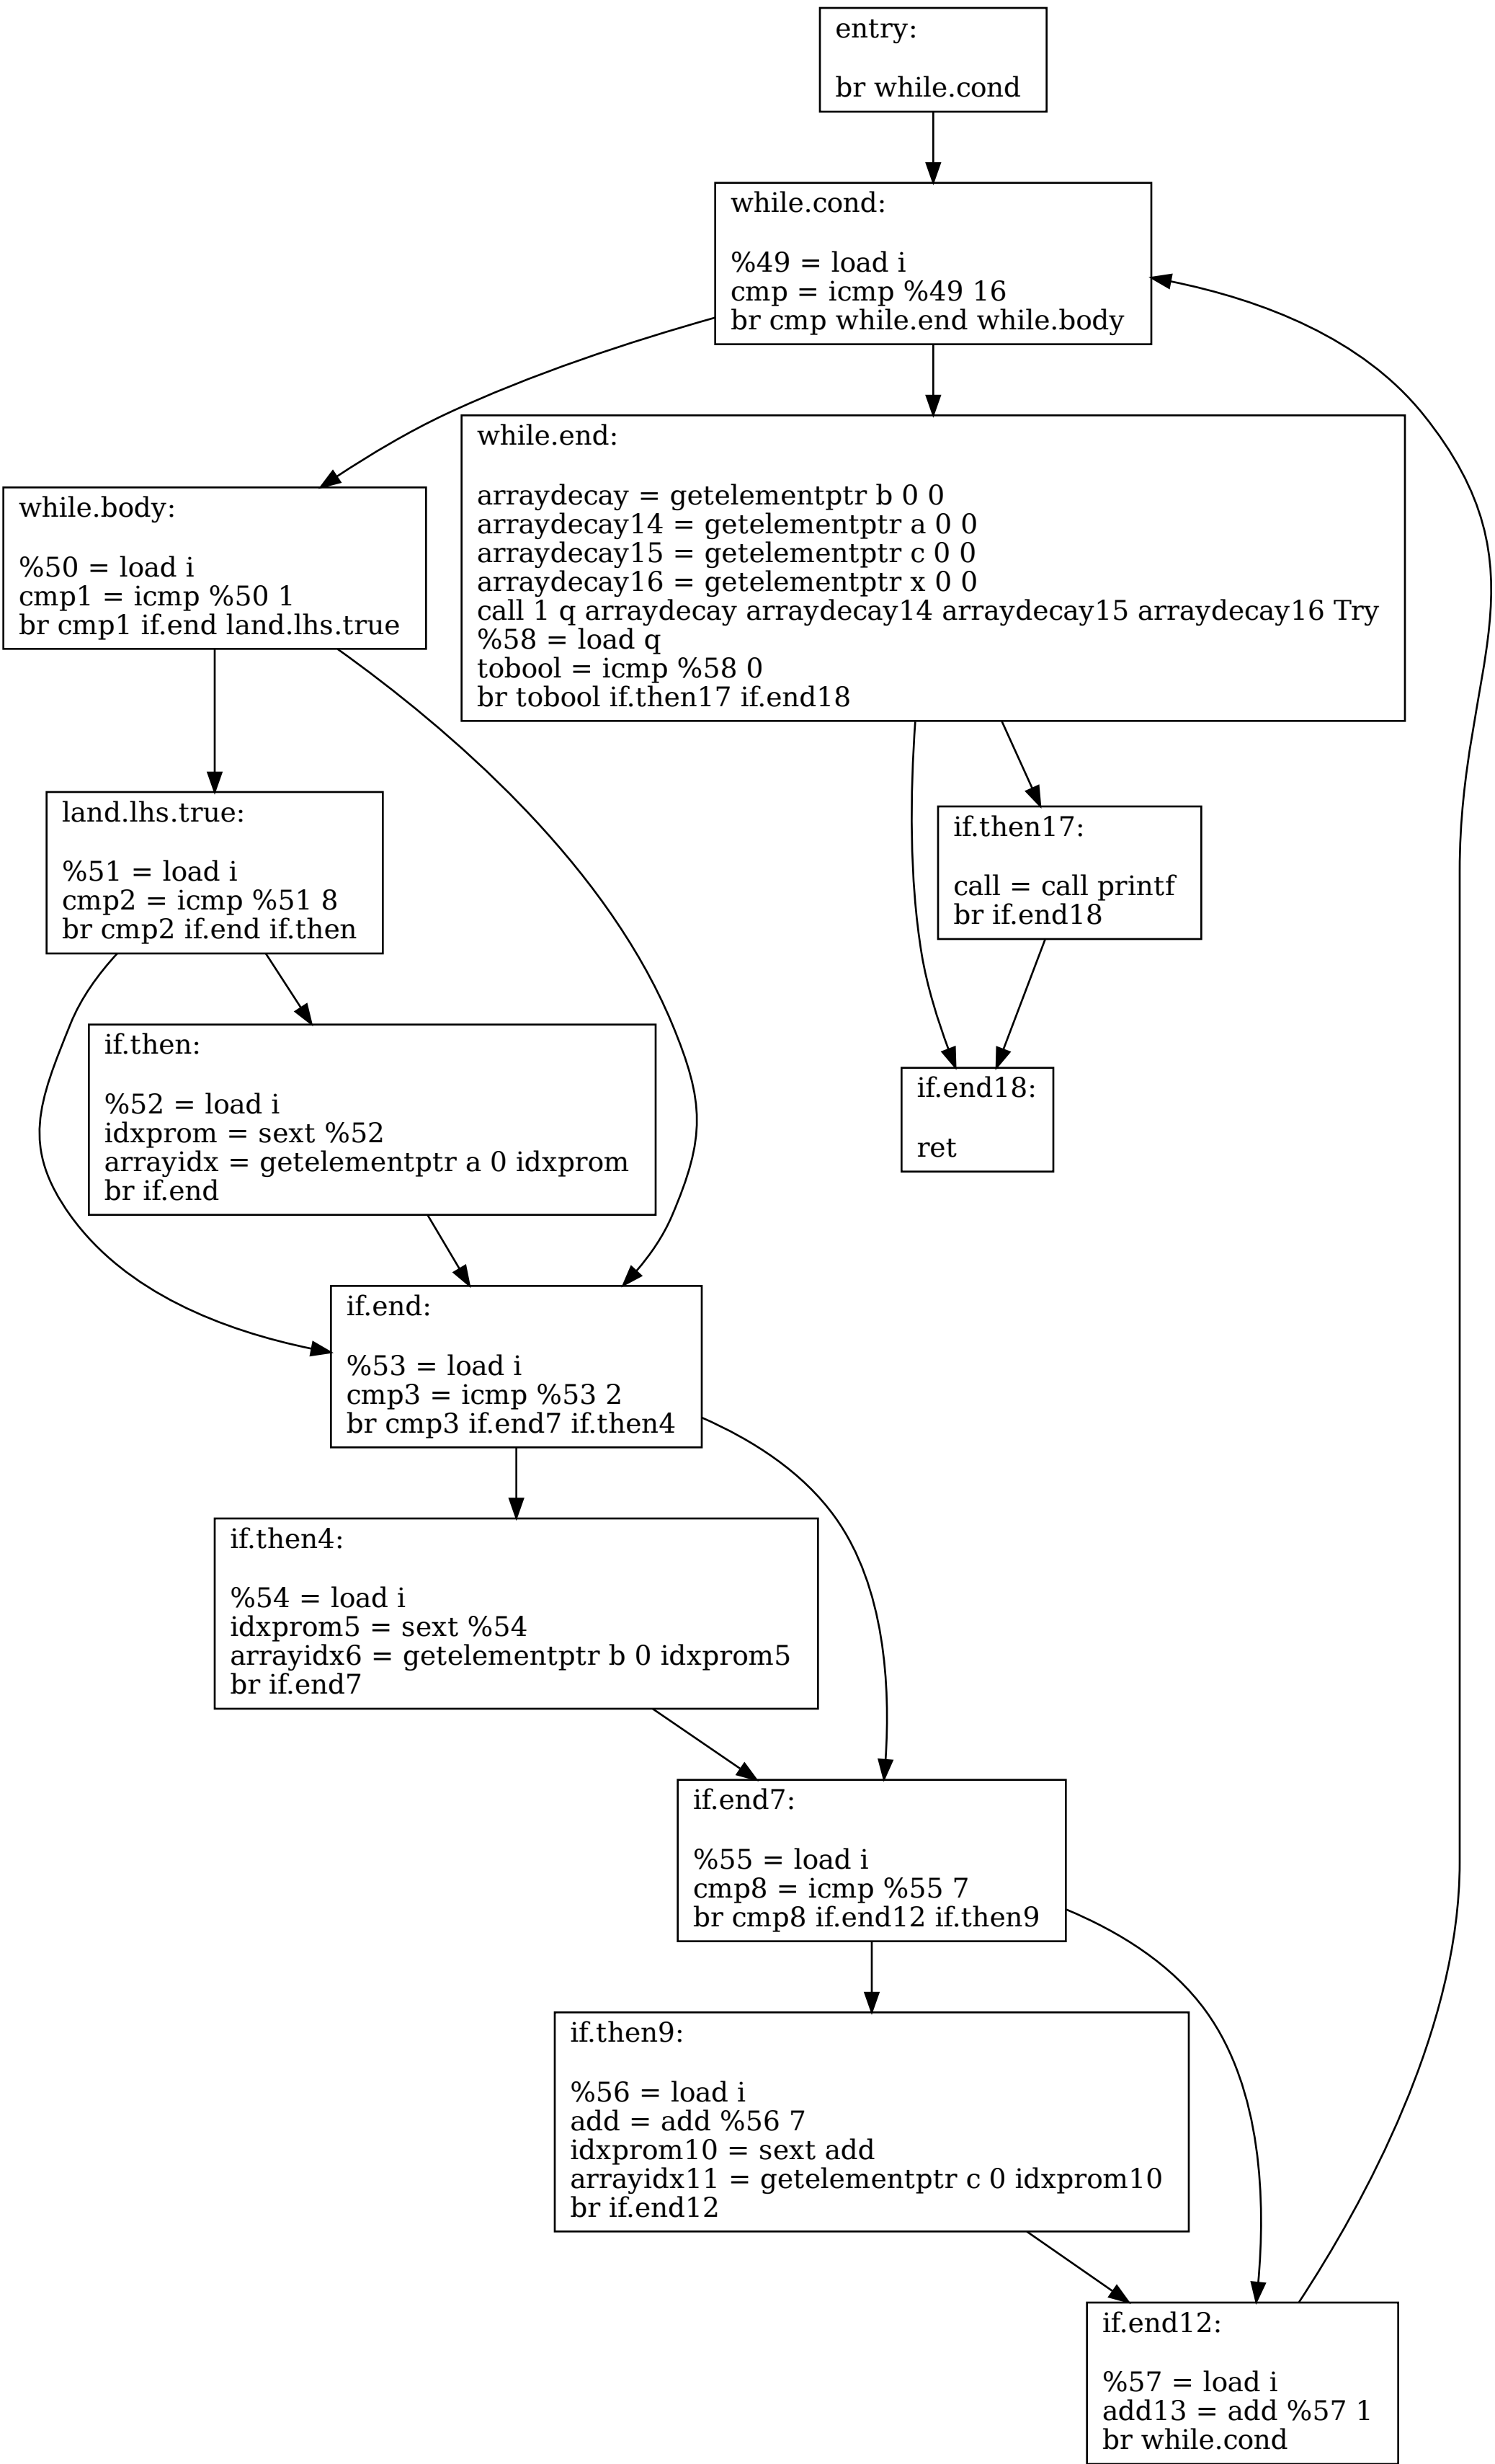 entry:
br while.cond
while.cond:
%49 = load i
cmp = icmp %49 16
br cmp while.end while.body
while.end:
arraydecay = getelementptr b 0 0
arraydecay14 = getelementptr a 0 0
arraydecay15 = getelementptr c 0 0
arraydecay16 = getelementptr x 0 0
call 1 q arraydecay arraydecay14 arraydecay15 arraydecay16 Try
%58 = load q
tobool = icmp %58 0
br tobool if.then17 if.end18
while.body:
%50 = load i
cmp1 = icmp %50 1
br cmp1 if.end land.lhs.true
land.lhs.true:
%51 = load i
cmp2 = icmp %51 8
br cmp2 if.end if.then
if.then17:
call = call printf
br if.end18
if.then:
%52 = load i
idxprom = sext %52
arrayidx = getelementptr a 0 idxprom
br if.end
if.end18:
ret
if.end:
%53 = load i
cmp3 = icmp %53 2
br cmp3 if.end7 if.then4
if.then4:
%54 = load i
idxprom5 = sext %54
arrayidx6 = getelementptr b 0 idxprom5
br if.end7
if.end7:
%55 = load i
cmp8 = icmp %55 7
br cmp8 if.end12 if.then9
if.then9:
%56 = load i
add = add %56 7
idxprom10 = sext add
arrayidx11 = getelementptr c 0 idxprom10
br if.end12
if.end12:
%57 = load i
add13 = add %57 1
br while.cond